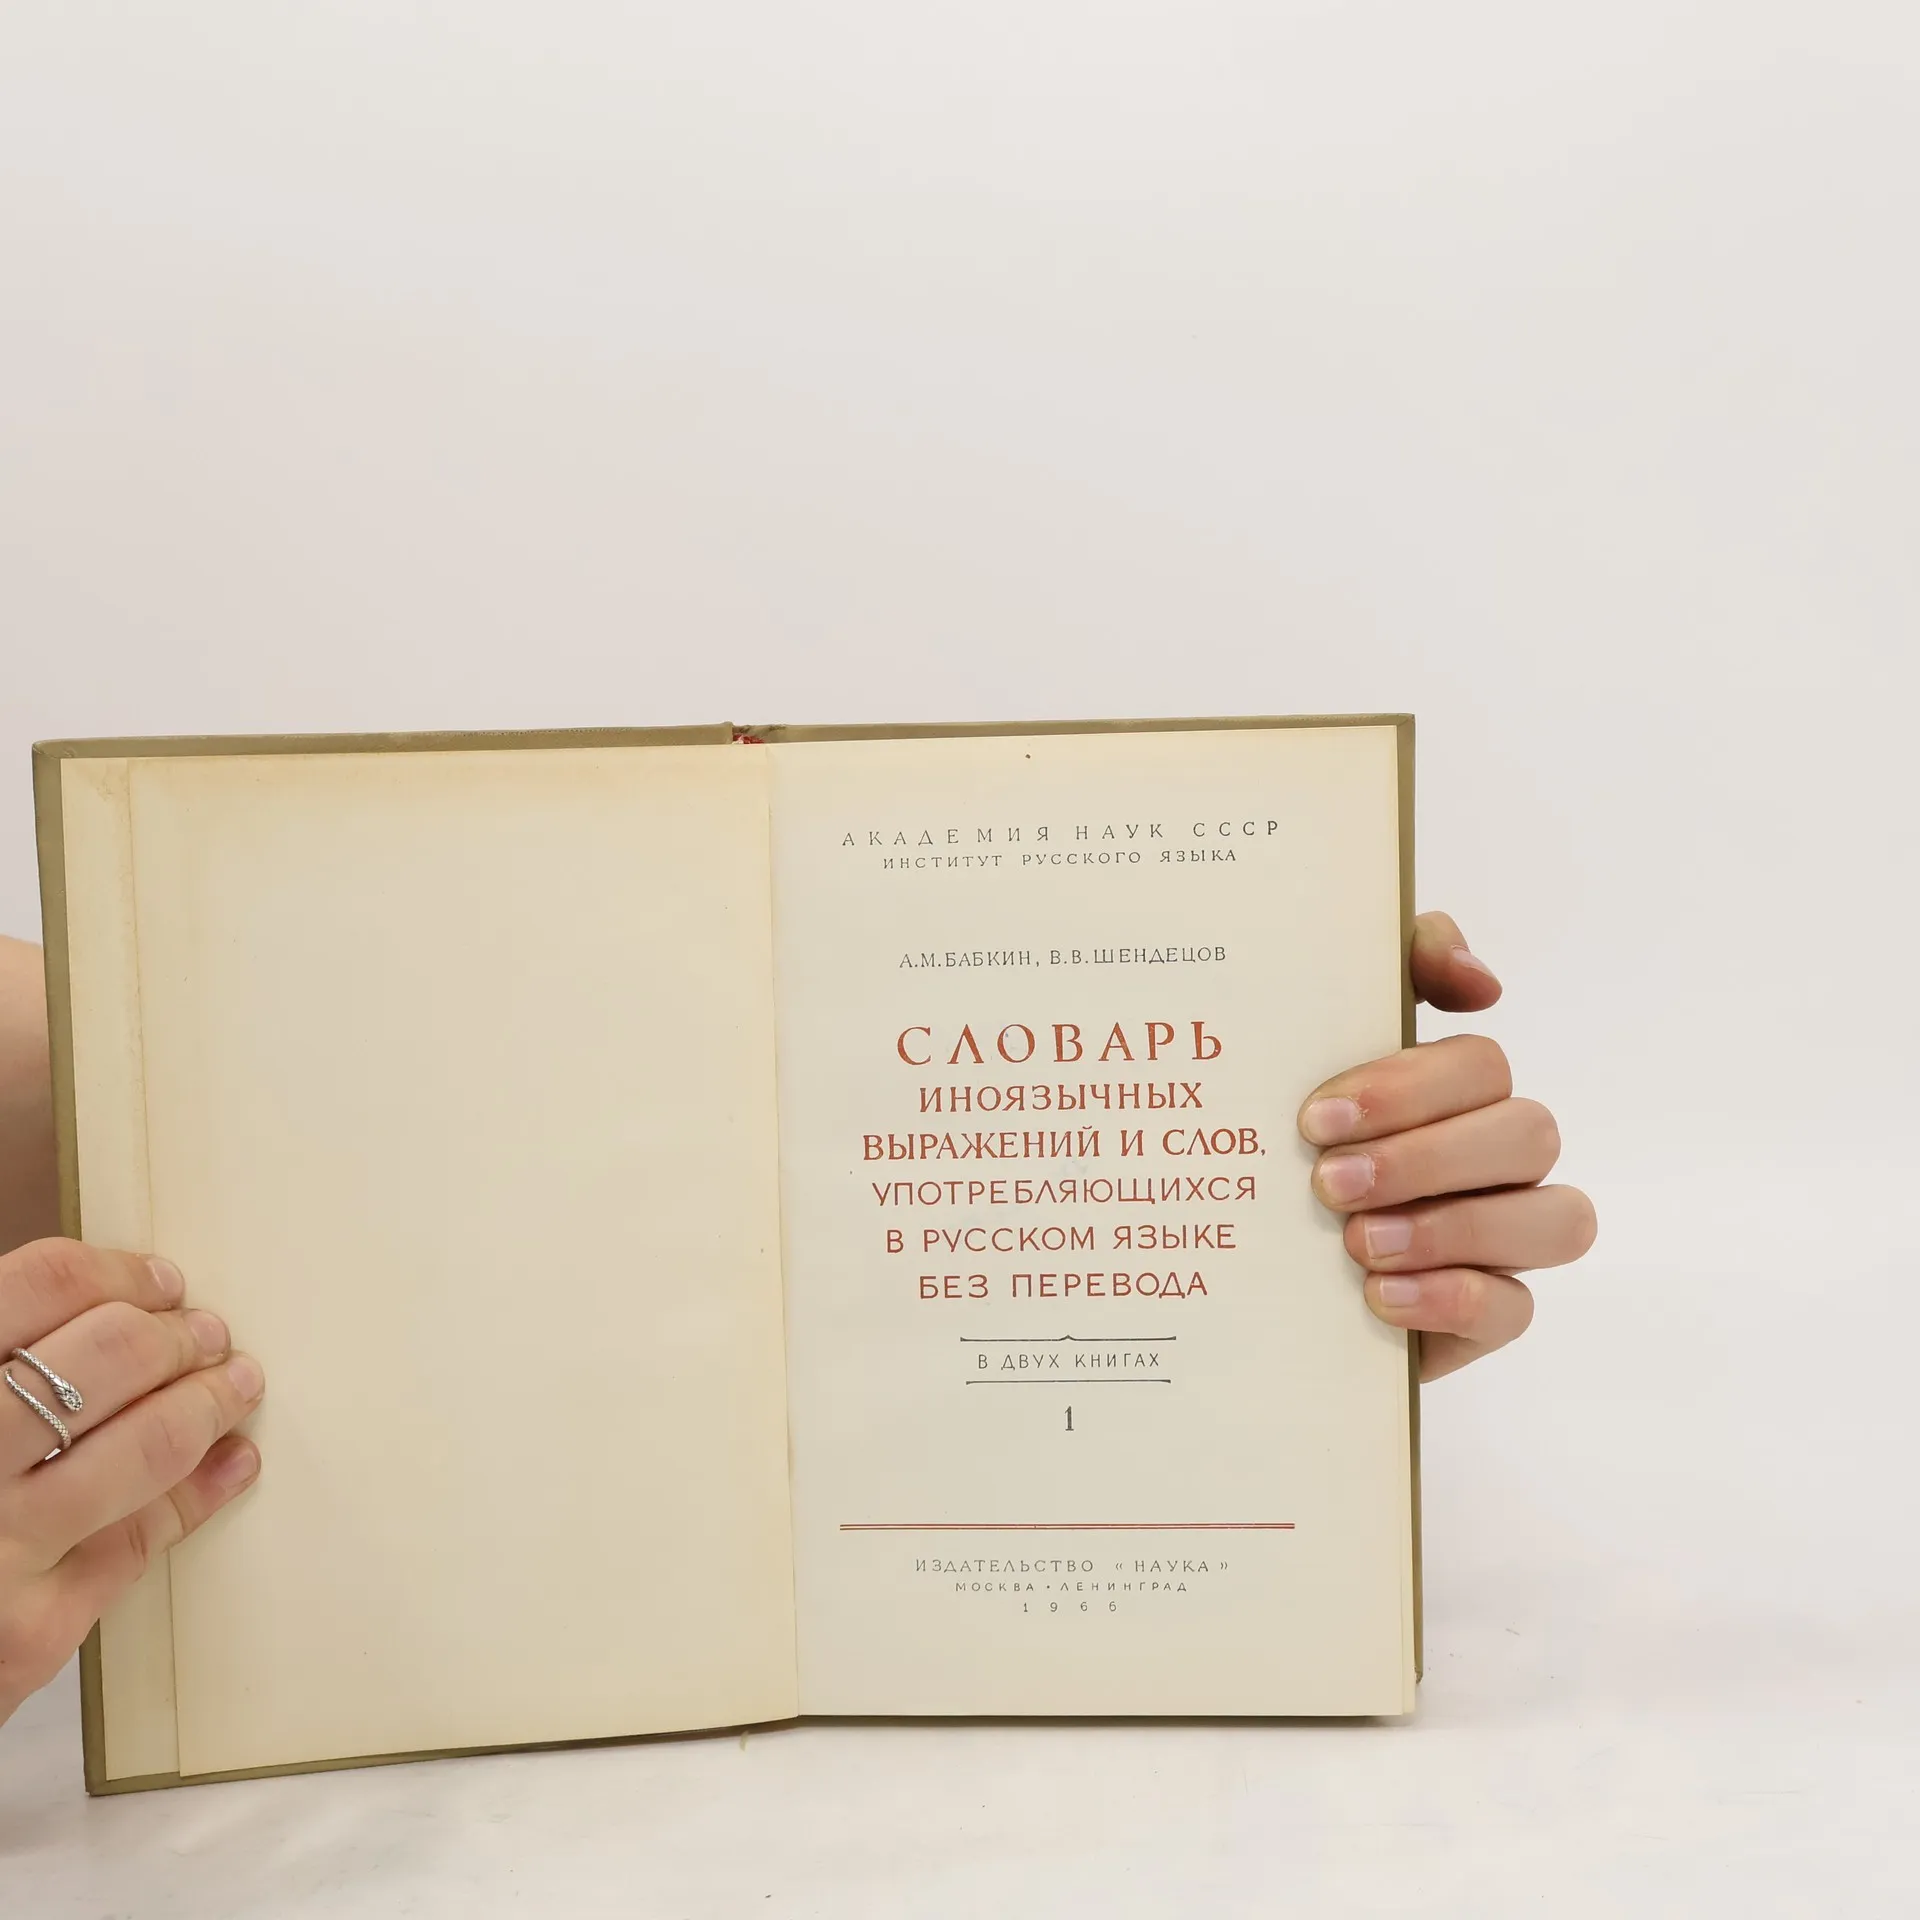 АКАДЕМИЯ НАУК СССР
ИНСТИТУТ РУССКОГО ЯЗЫКА
А.М.БАБКИН, В.В.ШЕНДЕЦОВ
СЛОВАРЬ
ИНОЯЗЫЧНЫХ
ВЫРАЖЕНИЙ И СЛОВ,
УПОТРЕБЛЯЮЩИХСЯ
В РУССКОМ ЯЗЫКЕ
БЕЗ ПЕРЕВОДА
В ДВУХ КНИГАХ
1
ИЗДАТЕЛЬСТВО «НАУКА»
МОСКВА · ЛЕНИНГРАД
1966